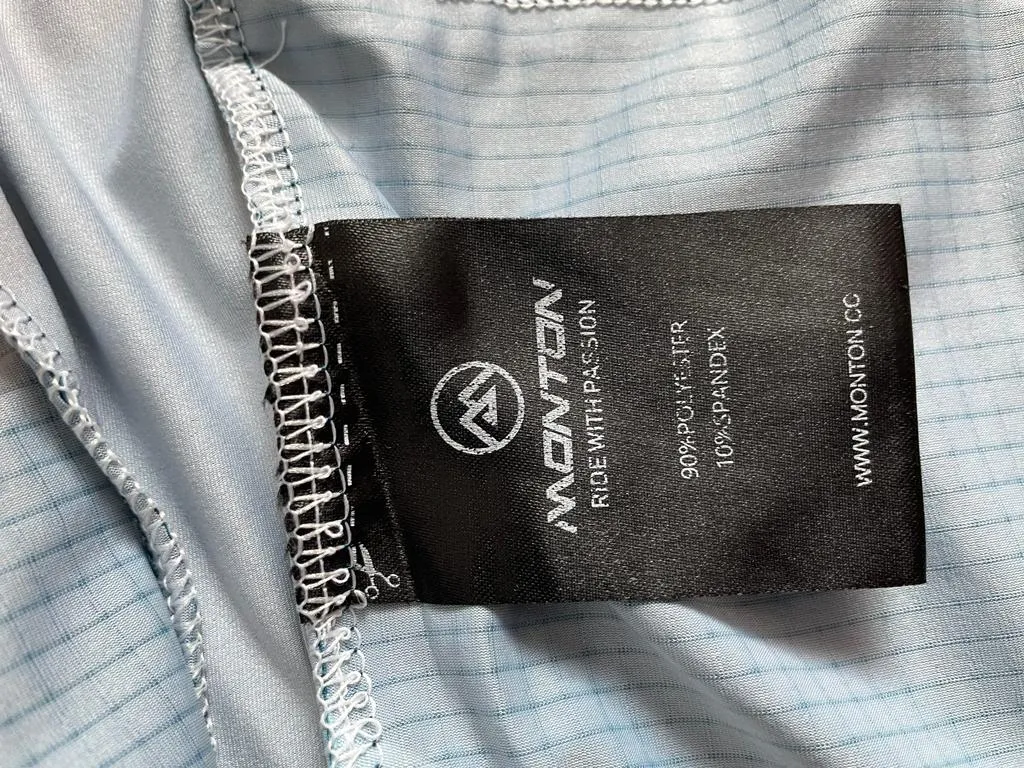 MONTON
RIDE WITH PASSION
90%POLYESTER
10%SPANDEX
WWW.MONTON.CC